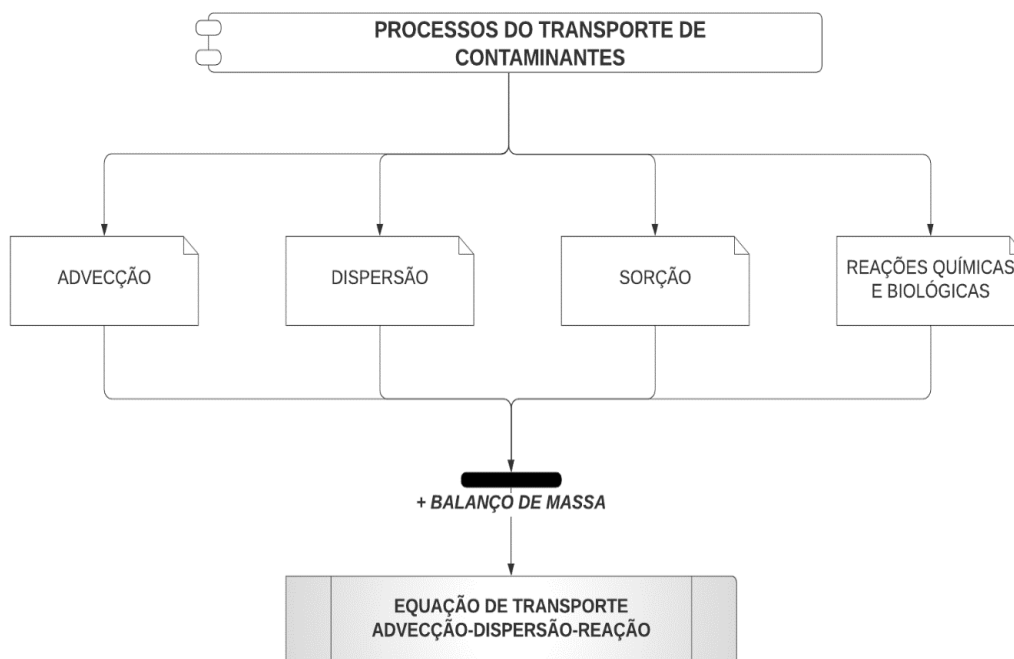 PROCESSOS DO TRANSPORTE DE
CONTAMINANTES
ADVECÇÃO
DISPERSÃO
SORÇÃO
REAÇÕES QUÍMICAS
E BIOLÓGICAS
+ BALANÇO DE MASSA
EQUAÇÃO DE TRANSPORTE
ADVECÇÃO-DISPERSÃO-REAÇÃO